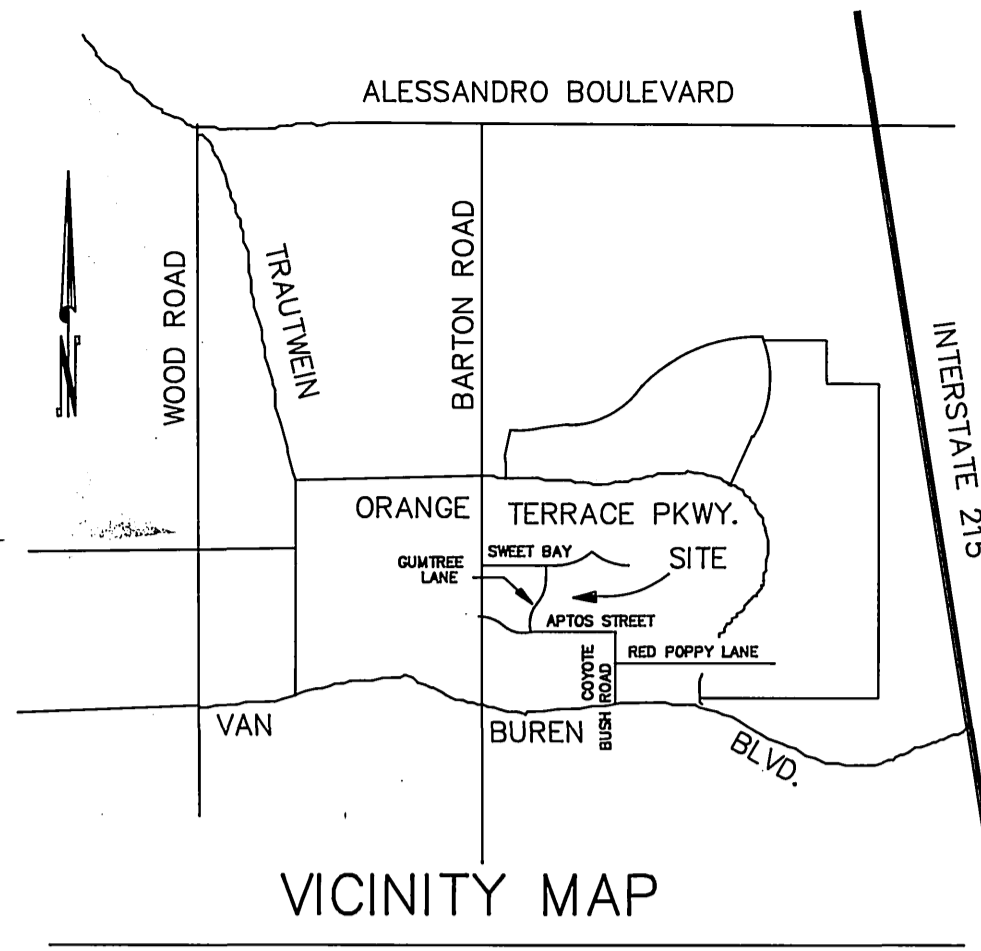 ALESSANDRO BOULEVARD
WOOD ROAD
TRAUTWEIN
BARTON ROAD
INTERSTATE 215
N
ORANGE TERRACE PKWY.
SWEET BAY
SITE
GUMTREE
LANE
APTOS STREET
COYOTE
BUSH ROAD
RED POPPY LANE
VAN BUREN BLVD.
VICINITY MAP